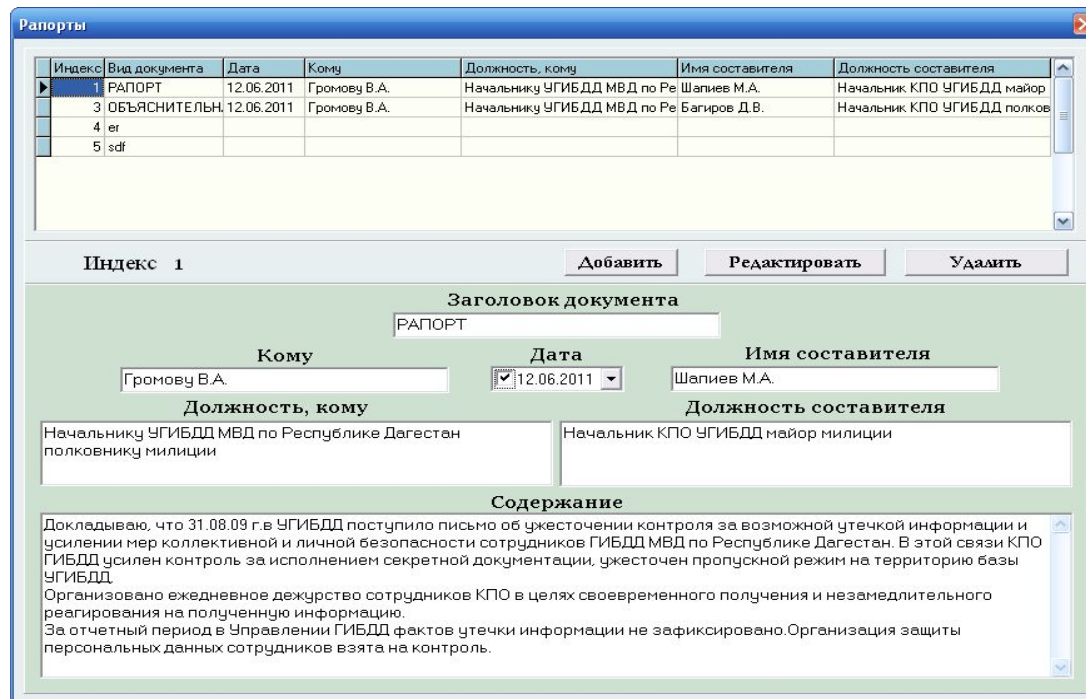 Рапорты
Индекс Вид документа Дата Кому Должность, кому Имя составителя Должность составителя
1 РАПОРТ 12.06.2011 Громову В.А. Начальнику УГИБДД МВД по Ре Шапиев М.А. Начальник КПО УГИБДД майор
3 ОБЪЯСНИТЕЛЬН. 12.06.2011 Громову В.А. Начальнику УГИБДД МВД по Ре Багиров Д.В. Начальник КПО УГИБДД полков
4 er
5 sdf
Индекс 1 Добавить Редактировать Удалить
Заголовок документа
РАПОРТ
Кому Дата Имя составителя
Громову В.А. 12.06.2011 Шапиев М.А.
Должность, кому Должность составителя
Начальнику УГИБДД МВД по Республике Дагестан Начальник КПО УГИБДД майор милиции
полковнику милиции
Содержание
Докладываю, что 31.08.09 г.в УГИБДД поступило письмо об ужесточении контроля за возможной утечкой информации и
усилении мер коллективной и личной безопасности сотрудников ГИБДД МВД по Республике Дагестан. В этой связи КПО
ГИБДД усилен контроль за исполнением секретной документации, ужесточен пропускной режим на территорию базы
УГИБДД.
Организовано ежедневное дежурство сотрудников КПО в целях своевременного получения и незамедлительного
реагирования на полученную информацию.
За отчетный период в Управлении ГИБДД фактов утечки информации не зафиксировано.Организация защиты
персональных данных сотрудников взята на контроль.